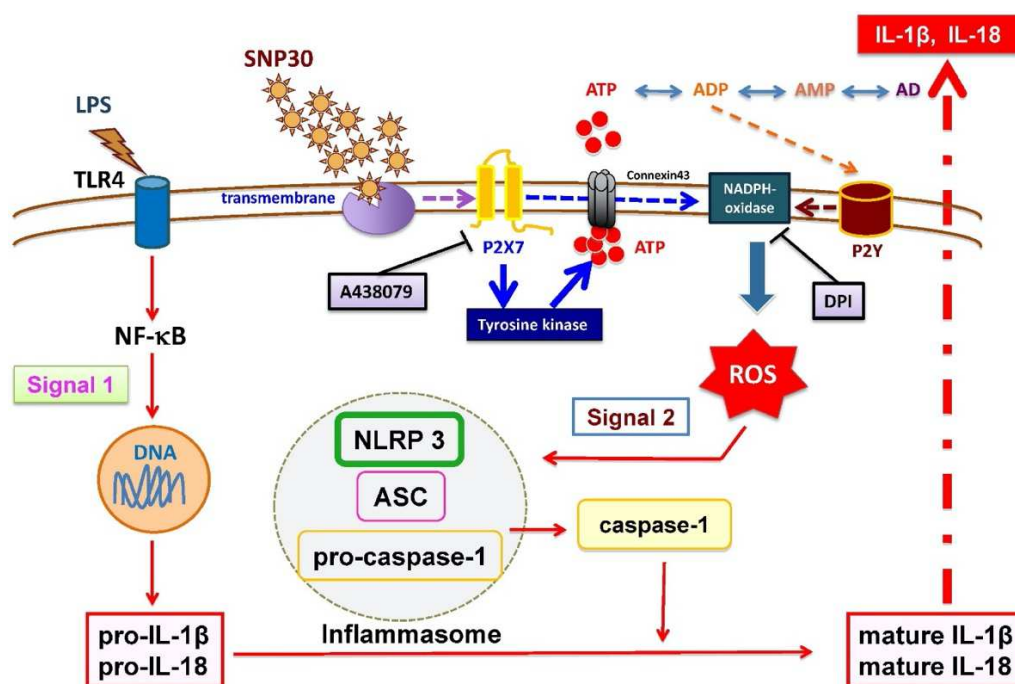 IL-1β, IL-18
SNP30
ATP
ADP
AMP
AD
LPS
TLR4
transmembrane
Connexin43
NADPH-
oxidase
P2X7
ATP
P2Y
A438079
DPI
Tyrosine kinase
NF-κB
ROS
Signal 1
Signal 2
NLRP 3
DNA
ASC
caspase-1
pro-caspase-1
Inflammasome
pro-IL-1β
pro-IL-18
mature IL-1β
mature IL-18